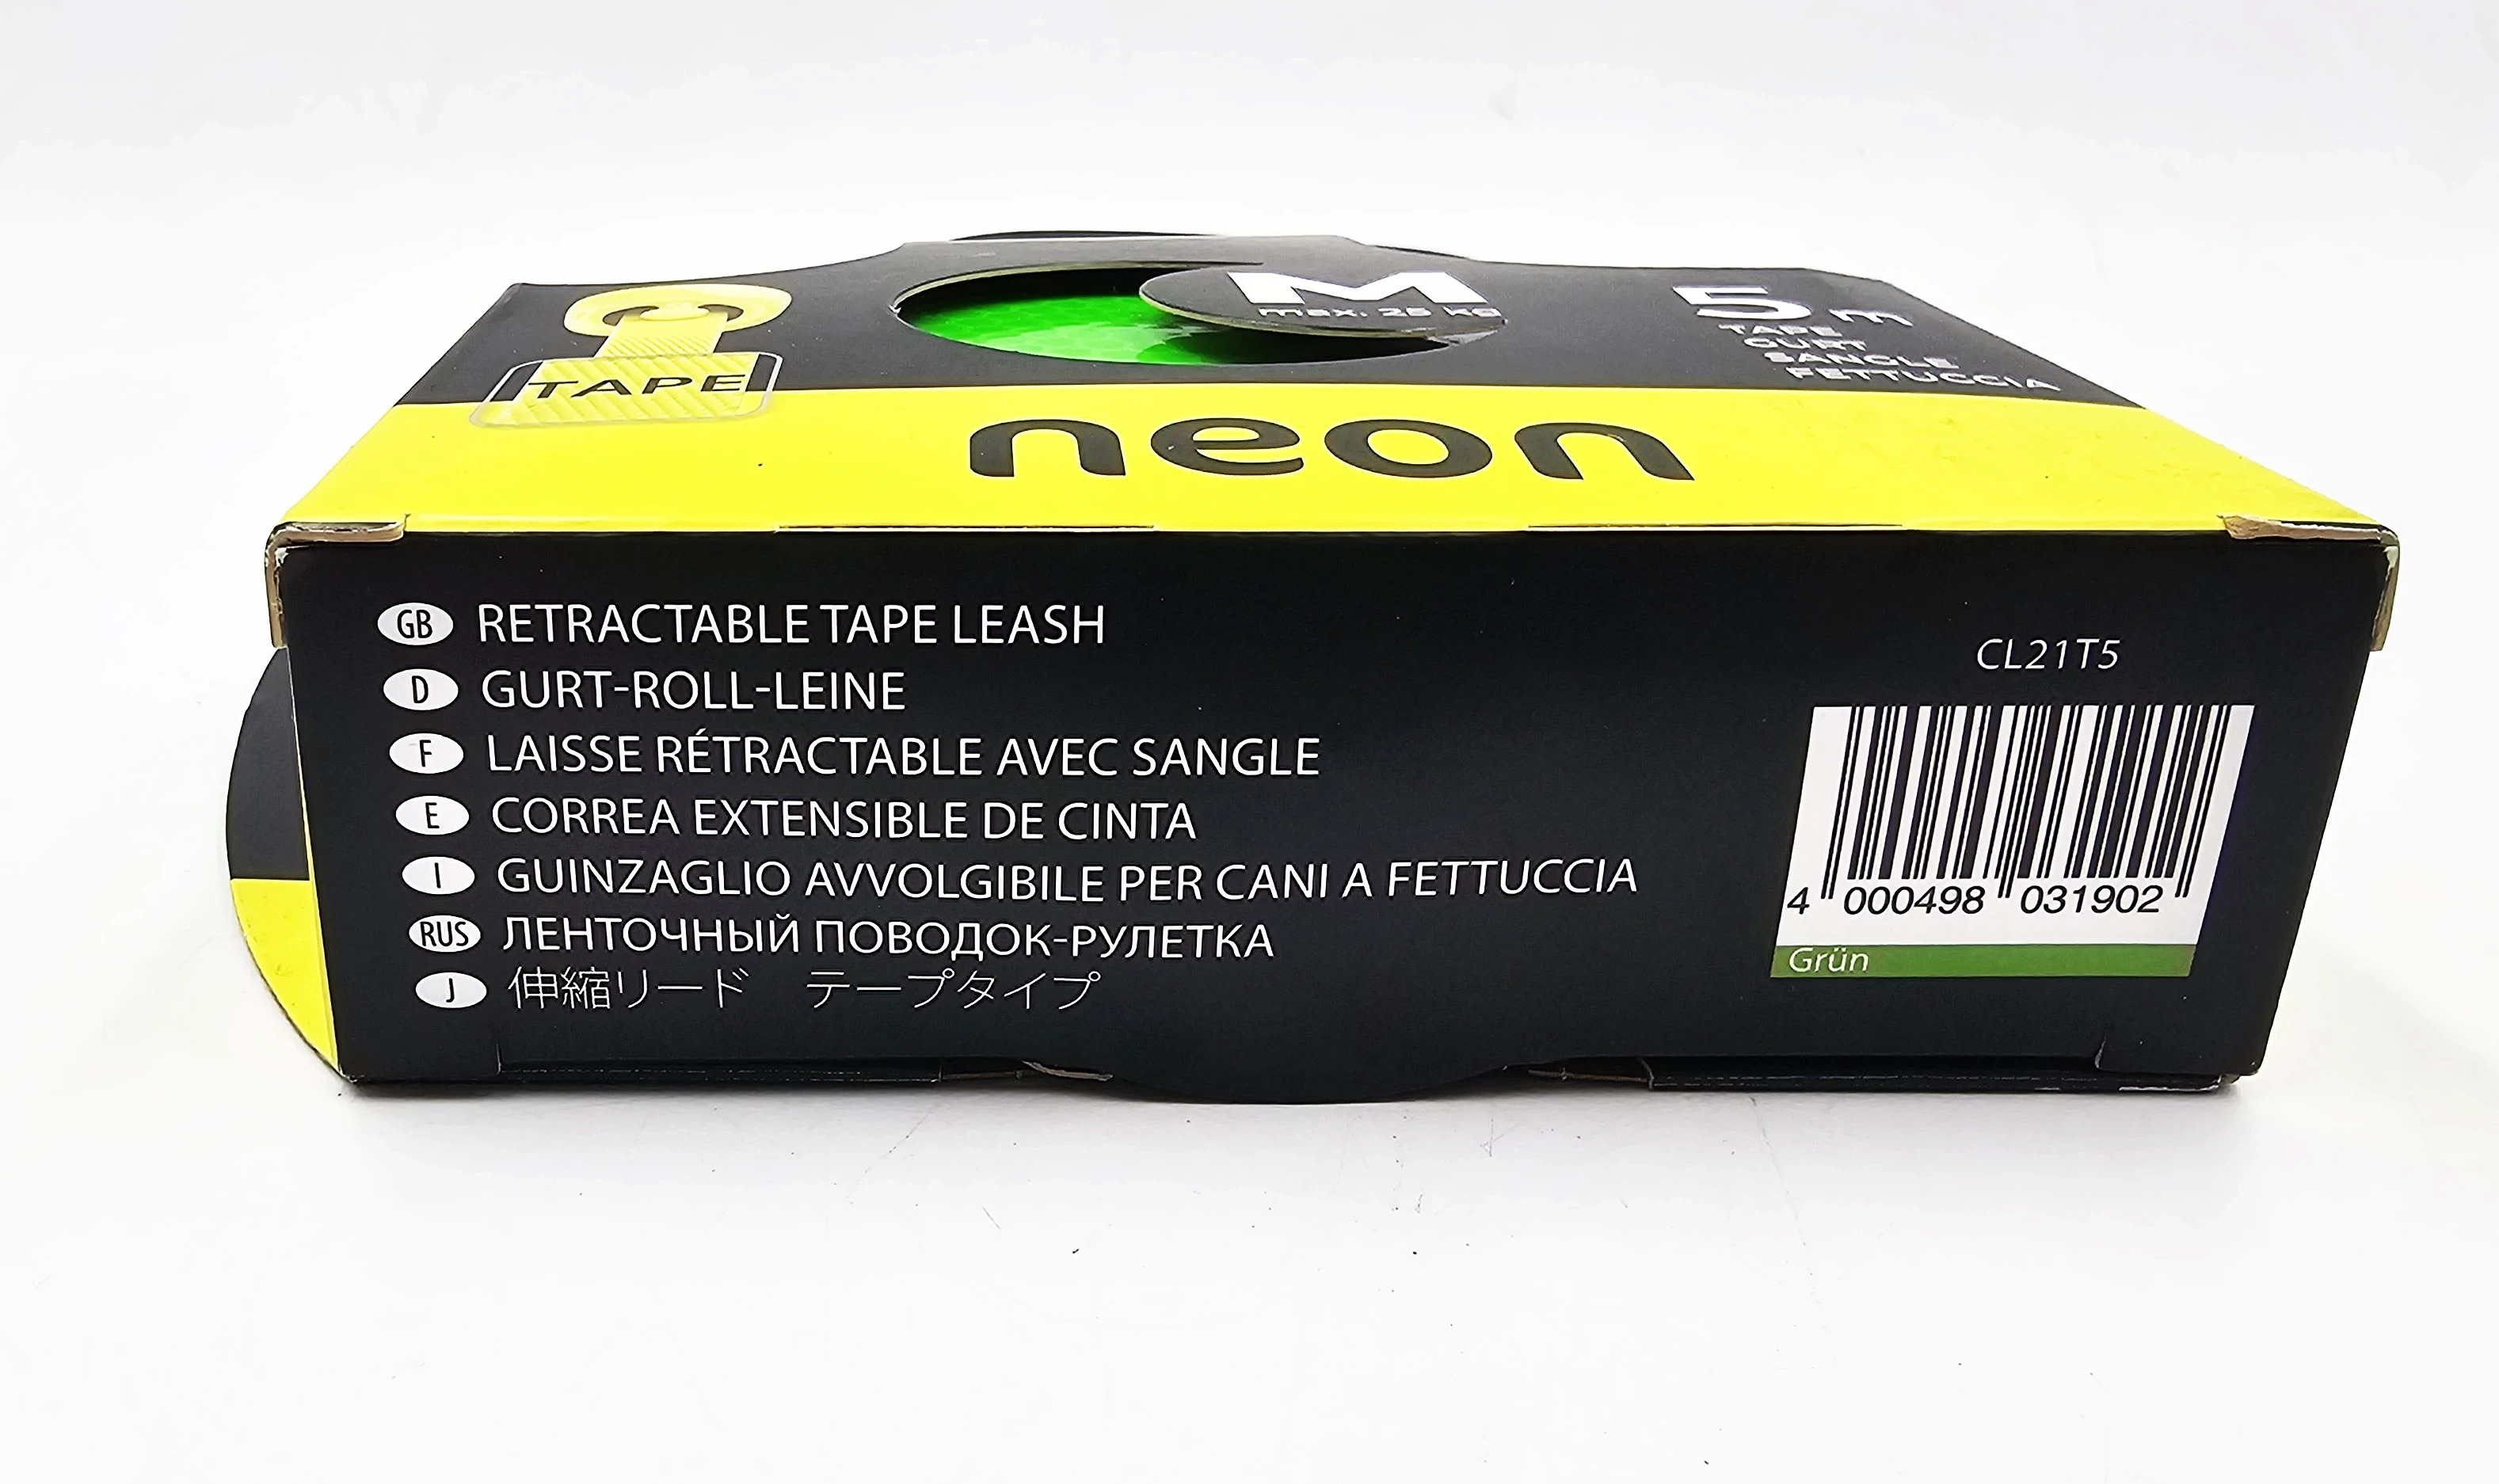 TAPE
M
max. 25 kg
5 m
TAPE
GURT
SANGLE
FETTUCCIA
neon
GB RETRACTABLE TAPE LEASH
D GURT-ROLL-LEINE
F LAISSE RÉTRACTABLE AVEC SANGLE
E CORREA EXTENSIBLE DE CINTA
I GUINZAGLIO AVVOLGIBILE PER CANI A FETTUCCIA
RUS ЛЕНТОЧНЫЙ ПОВОДОК-РУЛЕТКА
J 伸縮リード　テープタイプ
CL21T5
4 000498 031902
Grün